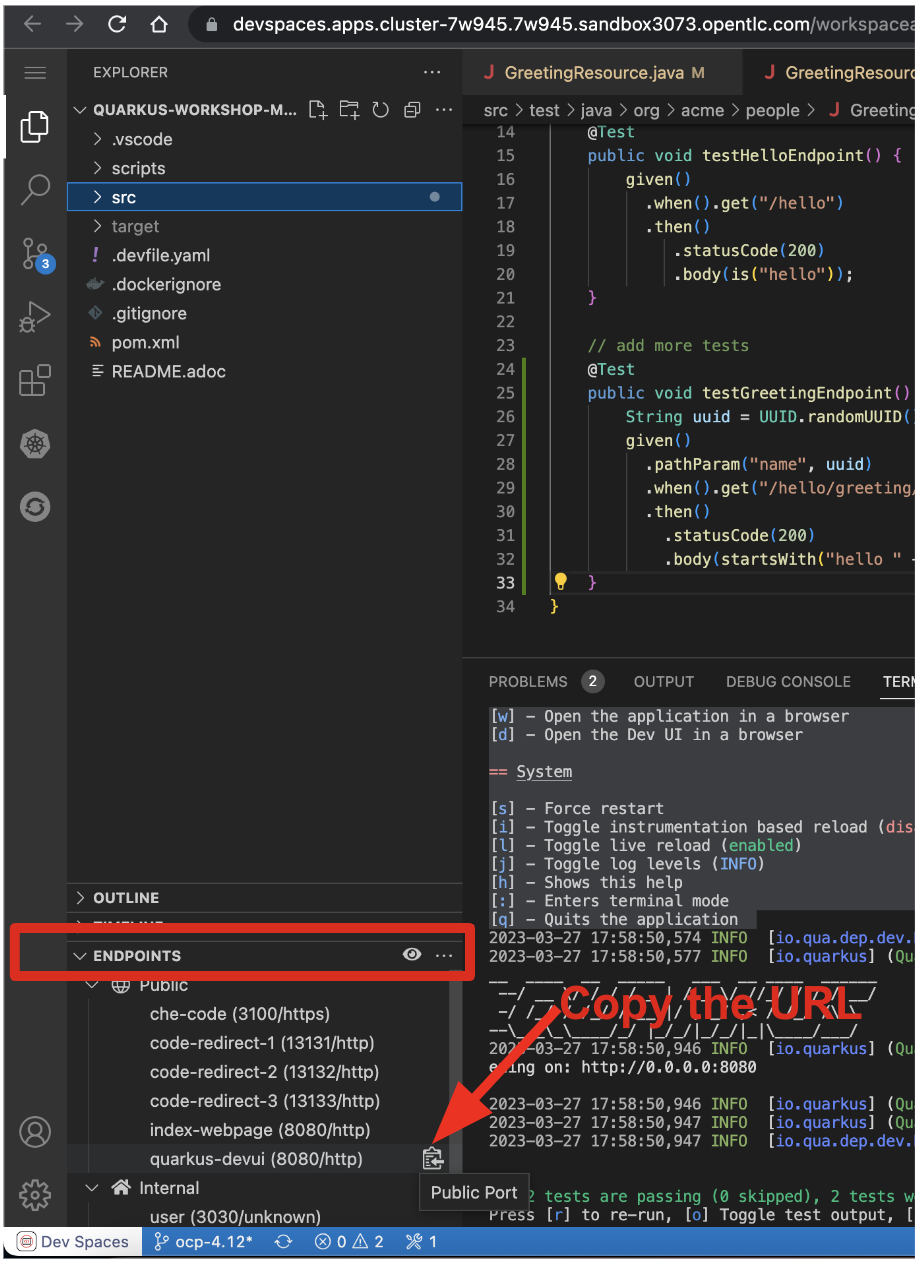 devspaces.apps.cluster-7w945.7w945.sandbox3073.opentlc.com/workspacea
EXPLORER
QUARKUS-WORKSHOP-M...
.vscode
scripts
src
target
.devfile.yaml
.dockerignore
.gitignore
pom.xml
README.adoc
3
OUTLINE
TIMELINE
ENDPOINTS
Public
che-code (3100/https)
code-redirect-1 (13131/http)
code-redirect-2 (13132/http)
code-redirect-3 (13133/http)
index-webpage (8080/http)
quarkus-devui (8080/http)
Public Port
Internal
user (3030/unknown)
Copy the URL
J GreetingResource.java M
J GreetingResourc
src > test > java > org > acme > people > J Greeting
14 @Test
15 public void testHelloEndpoint() {
16 given()
17 .when().get("/hello")
18 .then()
19 .statusCode(200)
20 .body(is("hello"));
21 }
22
23 // add more tests
24 @Test
25 public void testGreetingEndpoint()
26 String uuid = UUID.randomUUID(
27 given()
28 .pathParam("name", uuid)
29 .when().get("/hello/greeting/
30 .then()
31 .statusCode(200)
32 .body(startsWith("hello " +
33 }
34 }
PROBLEMS 2 OUTPUT DEBUG CONSOLE TERM
[w] - Open the application in a browser
[d] - Open the Dev UI in a browser
== System
[s] - Force restart
[i] - Toggle instrumentation based reload (disa
[l] - Toggle live reload (enabled)
[j] - Toggle log levels (INFO)
[h] - Shows this help
[:] - Enters terminal mode
[q] - Quits the application
2023-03-27 17:58:50,574 INFO [io.qua.dep.dev.
2023-03-27 17:58:50,577 INFO [io.quarkus] (Qu
2023-03-27 17:58:50,946 INFO [io.quarkus] (Qu
ening on: http://0.0.0.0:8080
2023-03-27 17:58:50,946 INFO [io.quarkus] (Qu
2023-03-27 17:58:50,947 INFO [io.quarkus] (Qu
2023-03-27 17:58:50,947 INFO [io.qua.dep.dev.
2 tests are passing (0 skipped), 2 tests w
Press [r] to re-run, [o] Toggle test output, [
Dev Spaces ocp-4.12* 0 2 1